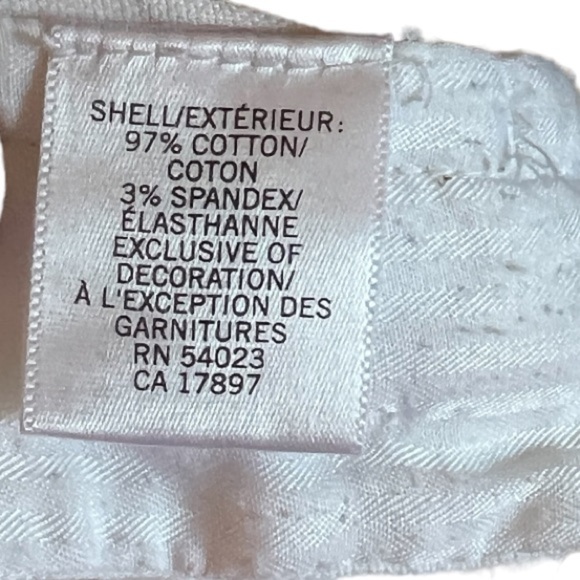 SHELL/EXTÉRIEUR:
97% COTTON/
COTON
3% SPANDEX/
ÉLASTHANNE
EXCLUSIVE OF
DECORATION/
À L'EXCEPTION DES
GARNITURES
RN 54023
CA 17897